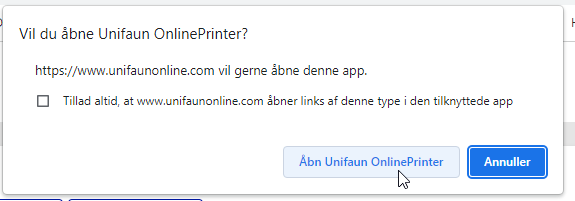 Vil du åbne Unifaun OnlinePrinter?
https://www.unifaunonline.com vil gerne åbne denne app.
Tillad altid, at www.unifaunonline.com åbner links af denne type i den tilknyttede app
Åbn Unifaun OnlinePrinter
Annuller